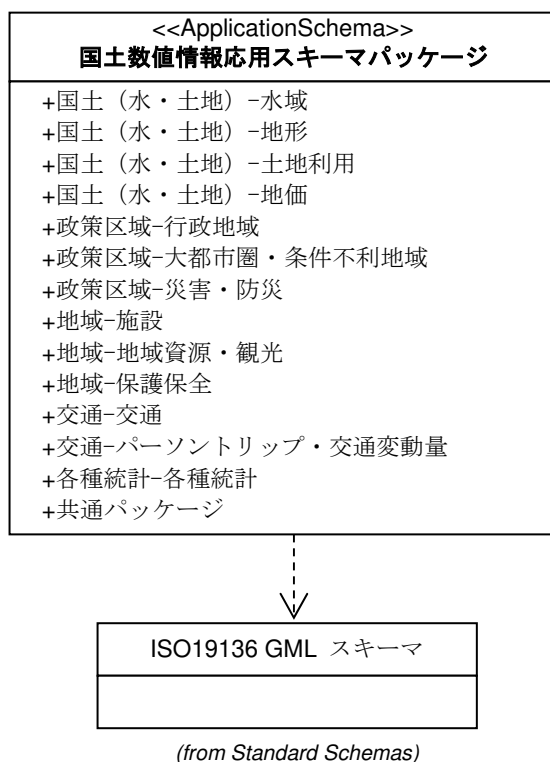 <<ApplicationSchema>>
国土数値情報応用スキーマパッケージ
+国土（水・土地）-水域
+国土（水・土地）-地形
+国土（水・土地）-土地利用
+国土（水・土地）-地価
+政策区域-行政地域
+政策区域-大都市圏・条件不利地域
+政策区域-災害・防災
+地域-施設
+地域-地域資源・観光
+地域-保護保全
+交通-交通
+交通-パーソントリップ・交通変動量
+各種統計-各種統計
+共通パッケージ
ISO19136 GML スキーマ
(from Standard Schemas)